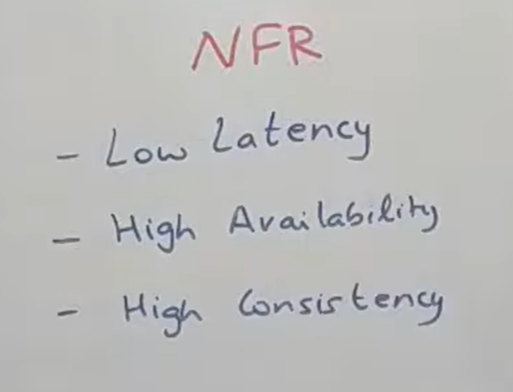 NFR
- Low Latency
- High Availability
- High Consistency